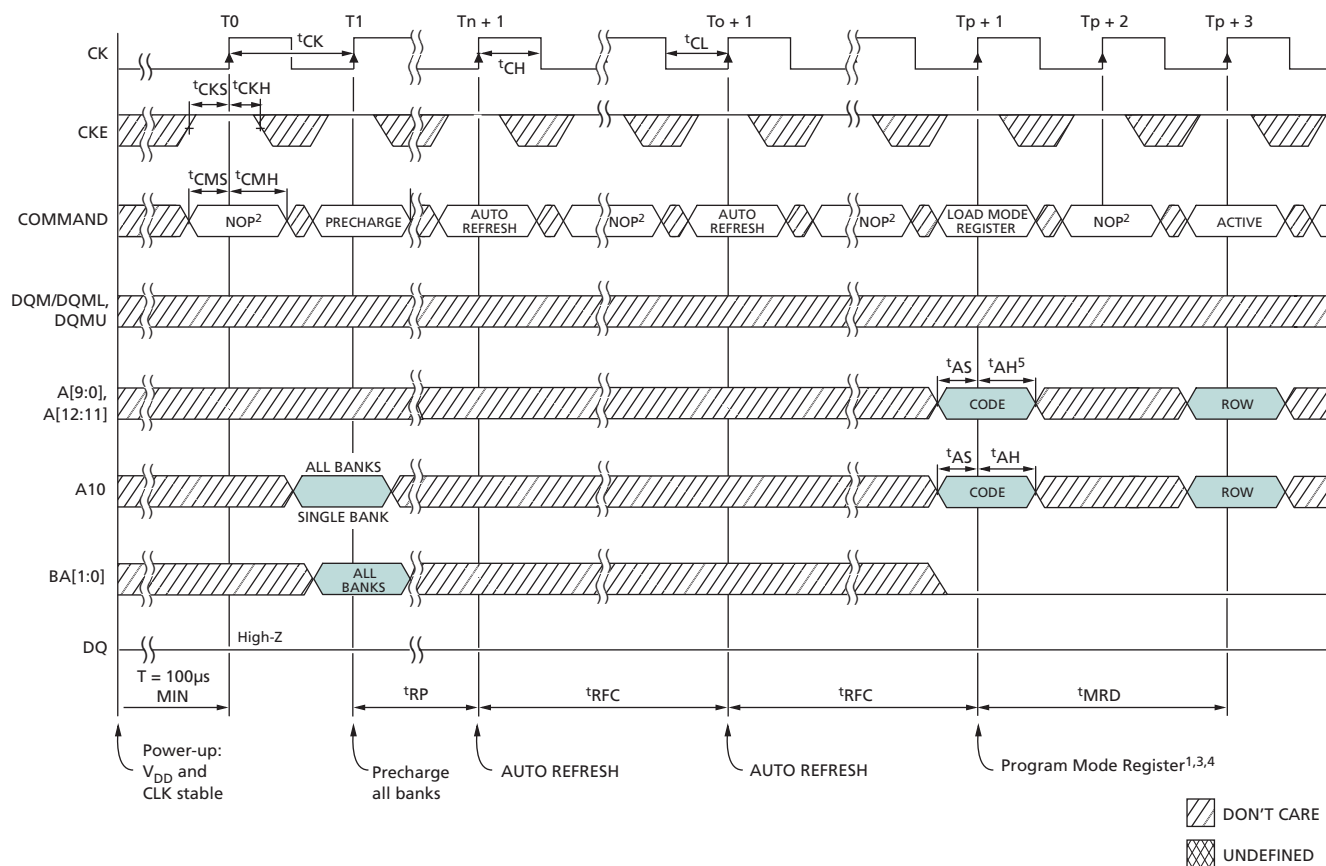 T0 T1 Tn + 1 To + 1 Tp + 1 Tp + 2 Tp + 3
CK
tCK
tCH
tCL
tCKS tCKH
CKE
tCMS tCMH
COMMAND
NOP2
PRECHARGE
AUTO
REFRESH
NOP2
AUTO
REFRESH
NOP2
LOAD MODE
REGISTER
NOP2
ACTIVE
DQM/DQML,
DQMU
tAS tAH5
A[9:0],
A[12:11]
CODE
ROW
ALL BANKS
tAS tAH
A10
CODE
ROW
SINGLE BANK
BA[1:0]
ALL
BANKS
DQ
High-Z
T = 100µs
MIN
tRP
tRFC
tRFC
tMRD
Power-up:
VDD and
CLK stable
Precharge
all banks
AUTO REFRESH
AUTO REFRESH
Program Mode Register1,3,4
DON'T CARE
UNDEFINED